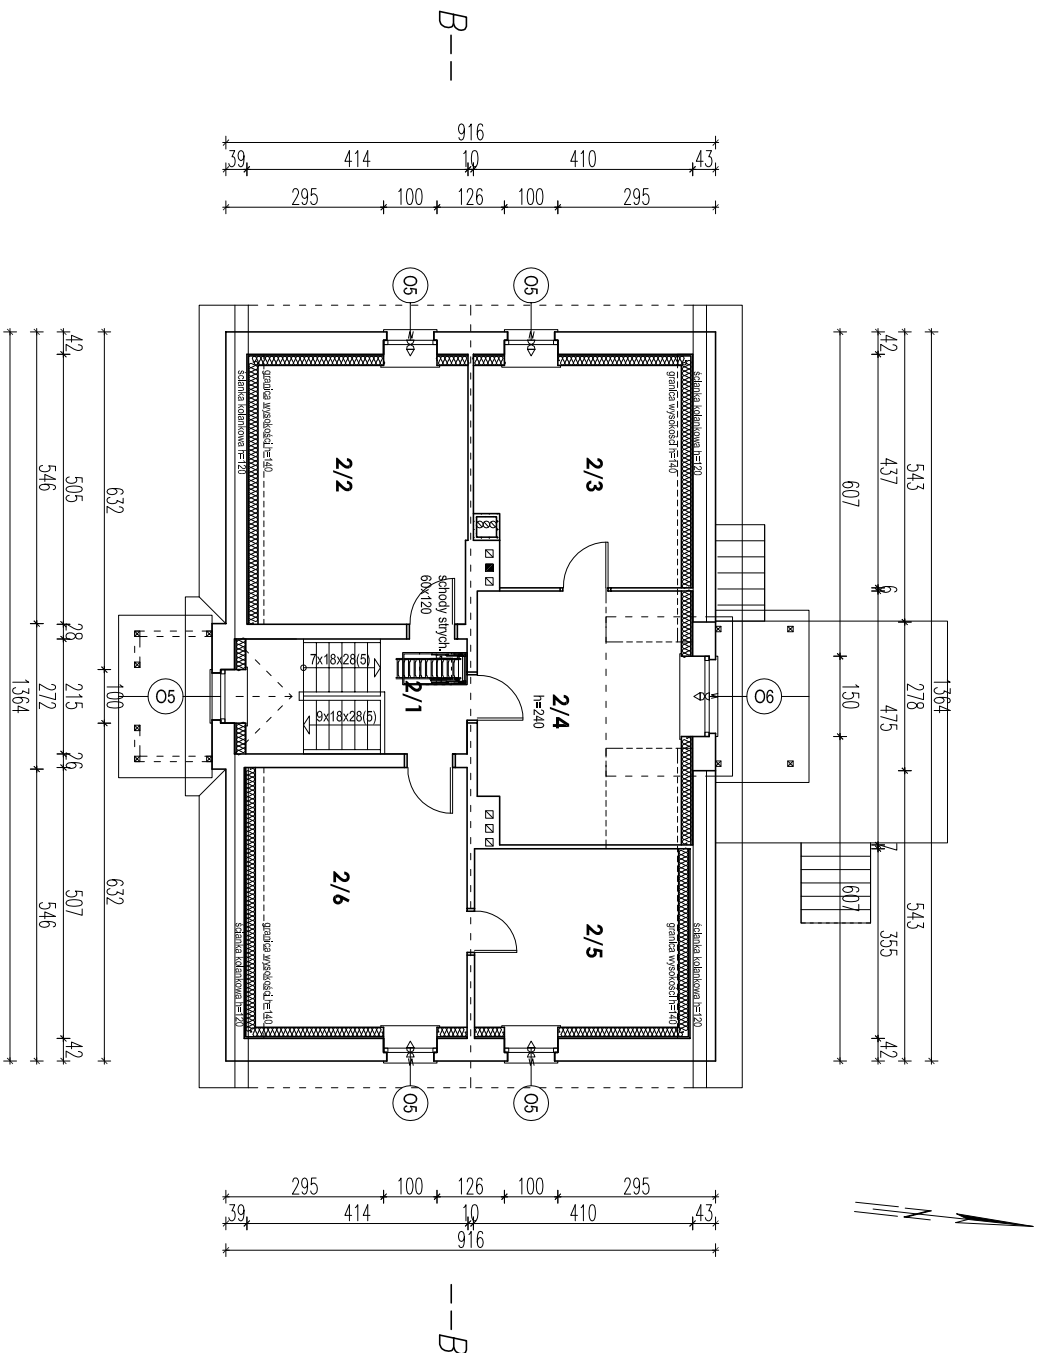 B
916
39 414 10 410 43
295 100 126 100 295
O5
O5
ścianka kolankowa h=120
granica wysokości h=140
granica wysokości h=140
ścianka kolankowa h=120
2/2
2/3
schody strych.
60x120
7x18x28(5)
9x18x28(5)
2/1
2/4
h=240
O5
O6
2/6
2/5
ścianka kolankowa h=120
granica wysokości h=140
granica wysokości h=140
ścianka kolankowa h=120
O5
O5
1364
546 272 546
42 505 28 215 26 507 42
632 100 632
607 150 607
42 437 6 475 7 355 42
543 278 543
1364
295 100 126 100 295
39 414 10 410 43
916
N
B